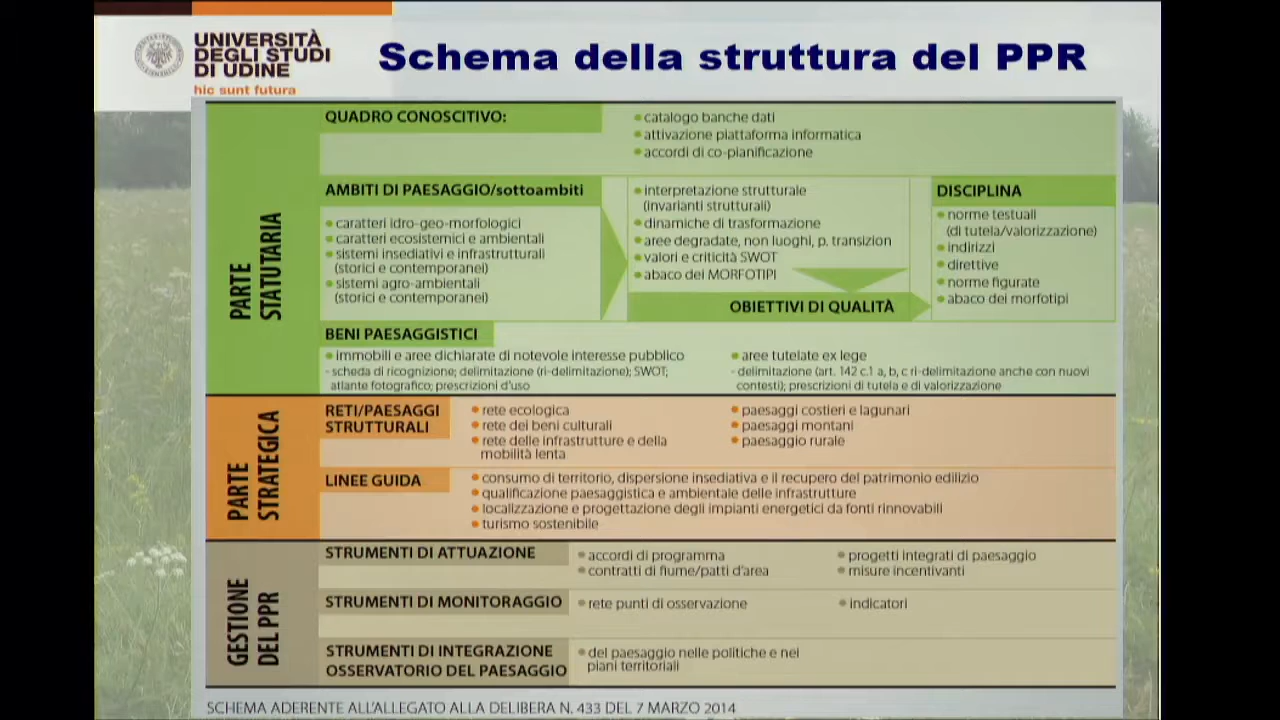 UNIVERSITÀ
DEGLI STUDI
DI UDINE
hic sunt futura
Schema della struttura del PPR
PARTE
STATUTARIA
QUADRO CONOSCITIVO:
catalogo banche dati
attivazione piattaforma informatica
accordi di co-pianificazione
AMBITI DI PAESAGGIO/sottoambiti
caratteri idro-geo-morfologici
caratteri ecosistemici e ambientali
sistemi insediativi e infrastrutturali
(storici e contemporanei)
sistemi agro-ambientali
(storici e contemporanei)
interpretazione strutturale
(invarianti strutturali)
dinamiche di trasformazione
aree degradate, non luoghi, p. transizion
valori e criticità SWOT
abaco dei MORFOTIPI
OBIETTIVI DI QUALITÀ
DISCIPLINA
norme testuali
(di tutela/valorizzazione)
indirizzi
direttive
norme figurate
abaco dei morfotipi
BENI PAESAGGISTICI
immobili e aree dichiarate di notevole interesse pubblico
- scheda di ricognizione; delimitazione (ri-delimitazione); SWOT;
atlante fotografico; prescrizioni d'uso
aree tutelate ex lege
- delimitazione (art. 142 c.1 a, b, c ri-delimitazione anche con nuovi
contesti); prescrizioni di tutela e di valorizzazione
PARTE
STRATEGICA
RETI/PAESAGGI
STRUTTURALI
rete ecologica
rete dei beni culturali
rete delle infrastrutture e della
mobilità lenta
paesaggi costieri e lagunari
paesaggi montani
paesaggio rurale
LINEE GUIDA
consumo di territorio, dispersione insediativa e il recupero del patrimonio edilizio
qualificazione paesaggistica e ambientale delle infrastrutture
localizzazione e progettazione degli impianti energetici da fonti rinnovabili
turismo sostenibile
GESTIONE
DEL PPR
STRUMENTI DI ATTUAZIONE
accordi di programma
contratti di fiume/patti d'area
progetti integrati di paesaggio
misure incentivanti
STRUMENTI DI MONITORAGGIO
rete punti di osservazione
indicatori
STRUMENTI DI INTEGRAZIONE
OSSERVATORIO DEL PAESAGGIO
del paesaggio nelle politiche e nei
piani territoriali
SCHEMA ADERENTE ALL'ALLEGATO ALLA DELIBERA N. 433 DEL 7 MARZO 2014